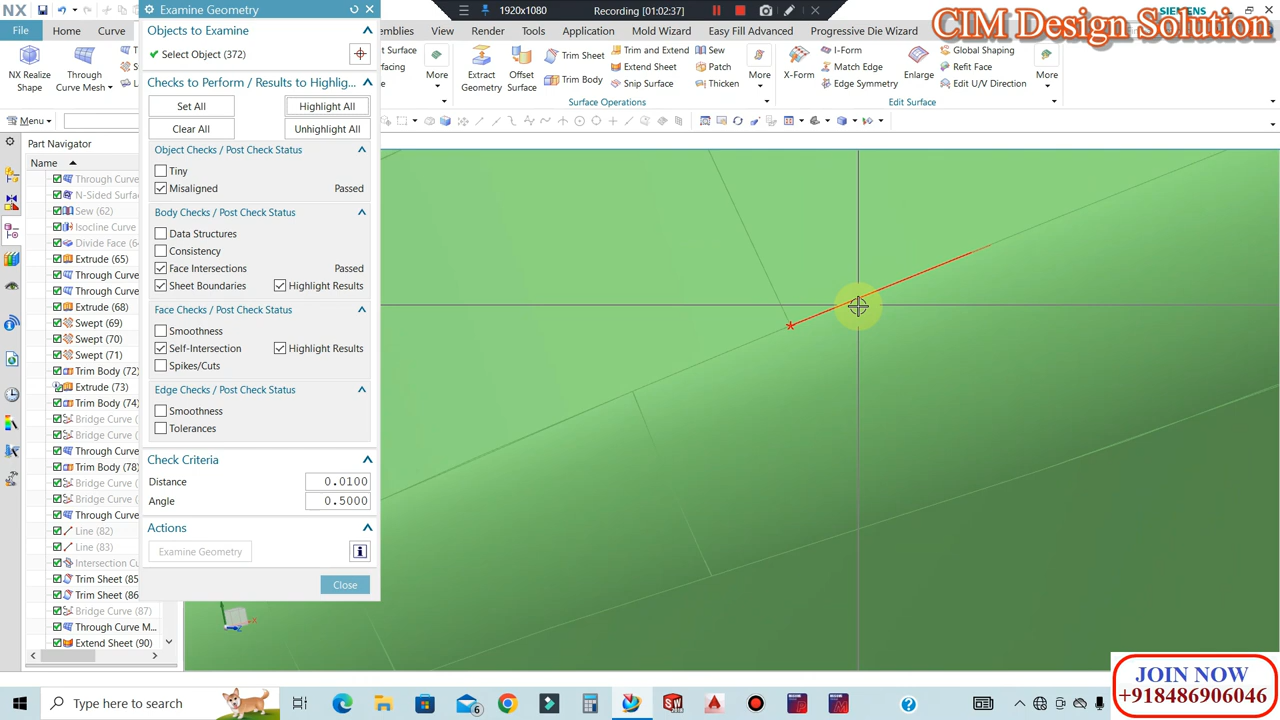 NX
1920x1080
Recording [01:02:37]
SIEMENS
CIM Design Solution
File
Home
Curve
View
Render
Tools
Application
Mold Wizard
Easy Fill Advanced
Progressive Die Wizard
NX Realize
Shape
Through
Curve Mesh
More
Extract
Geometry
Offset
Surface
Trim Sheet
Trim Body
Trim and Extend
Extend Sheet
Snip Surface
Sew
Patch
Thicken
More
Surface Operations
X-Form
I-Form
Match Edge
Edge Symmetry
Enlarge
Global Shaping
Refit Face
Edit U/V Direction
More
Edit Surface
Menu
Part Navigator
Name
Through Curve
N-Sided Surfa
Sew (62)
Isocline Curve
Divide Face (6
Extrude (65)
Through Curv
Through Curv
Extrude (68)
Swept (69)
Swept (70)
Swept (71)
Trim Body (72)
Extrude (73)
Trim Body (74)
Bridge Curve (
Bridge Curve (
Through Curv
Trim Body (78)
Bridge Curve (
Bridge Curve (
Through Curv
Line (82)
Line (83)
Intersection Cu
Trim Sheet (85
Trim Sheet (86
Bridge Curve (87)
Through Curve M...
Extend Sheet (90)
Examine Geometry
Objects to Examine
Select Object (372)
Checks to Perform / Results to Highlig...
Set All
Highlight All
Clear All
Unhighlight All
Object Checks / Post Check Status
Tiny
Misaligned Passed
Body Checks / Post Check Status
Data Structures
Consistency
Face Intersections Passed
Sheet Boundaries Highlight Results
Face Checks / Post Check Status
Smoothness
Self-Intersection Highlight Results
Spikes/Cuts
Edge Checks / Post Check Status
Smoothness
Tolerances
Check Criteria
Distance 0.0100
Angle 0.5000
Actions
Examine Geometry
Close
JOIN NOW
+918486906046
Type here to search
6